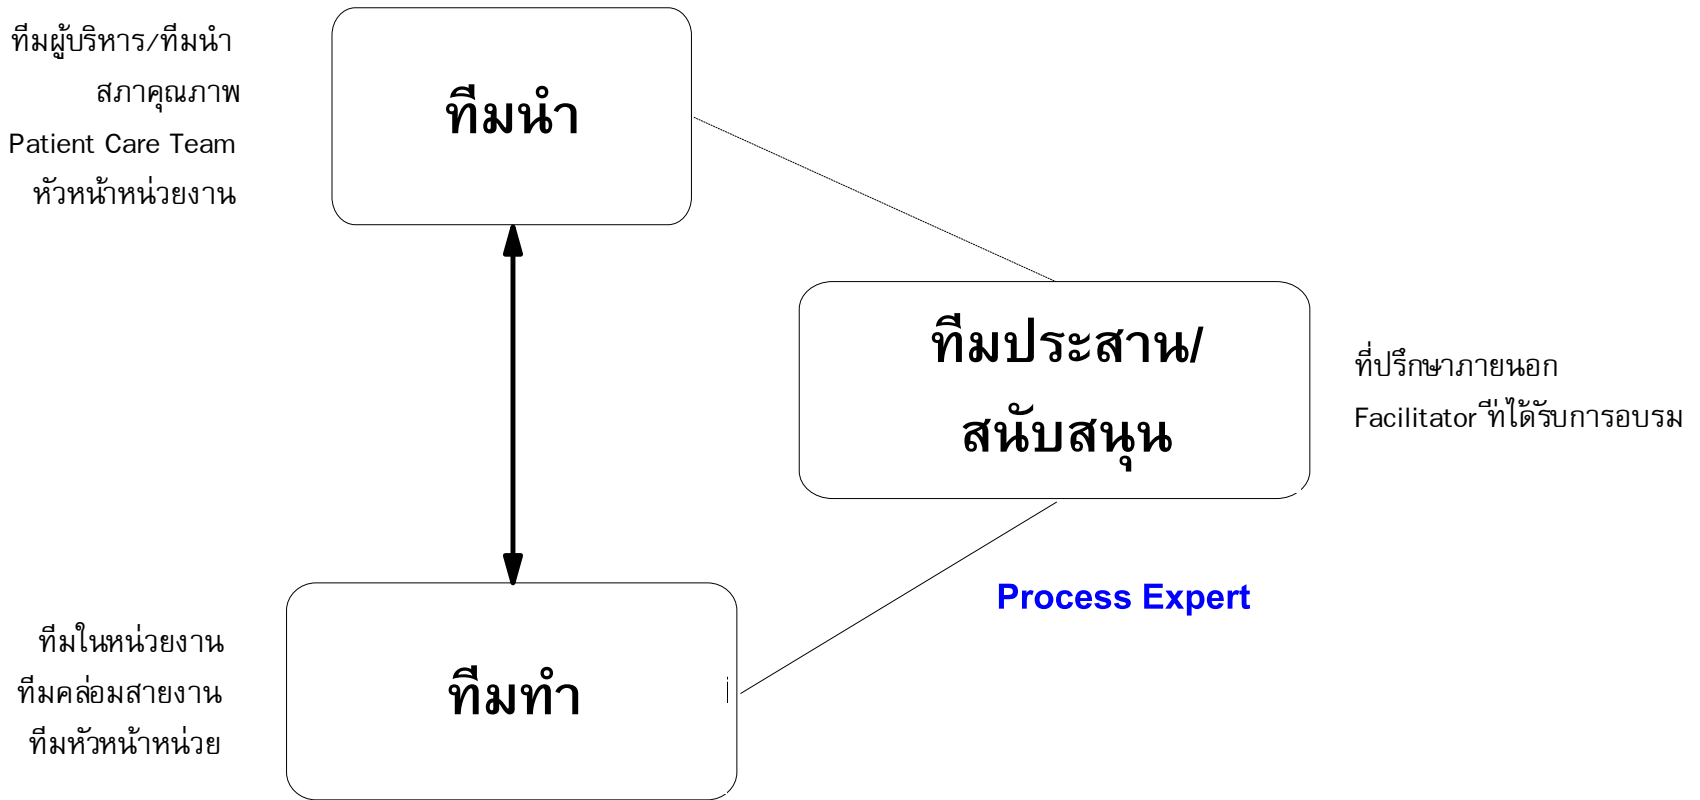 ทีมผู้บริหาร/ทีมนำ
สภาคุณภาพ
Patient Care Team
หัวหน้าหน่วยงาน
ทีมนำ
ทีมประสาน/
สนับสนุน
ที่ปรึกษาภายนอก
Facilitator ที่ได้รับการอบรม
Process Expert
ทีมในหน่วยงาน
ทีมคล่อมสายงาน
ทีมหัวหน้าหน่วย
ทีมทำ